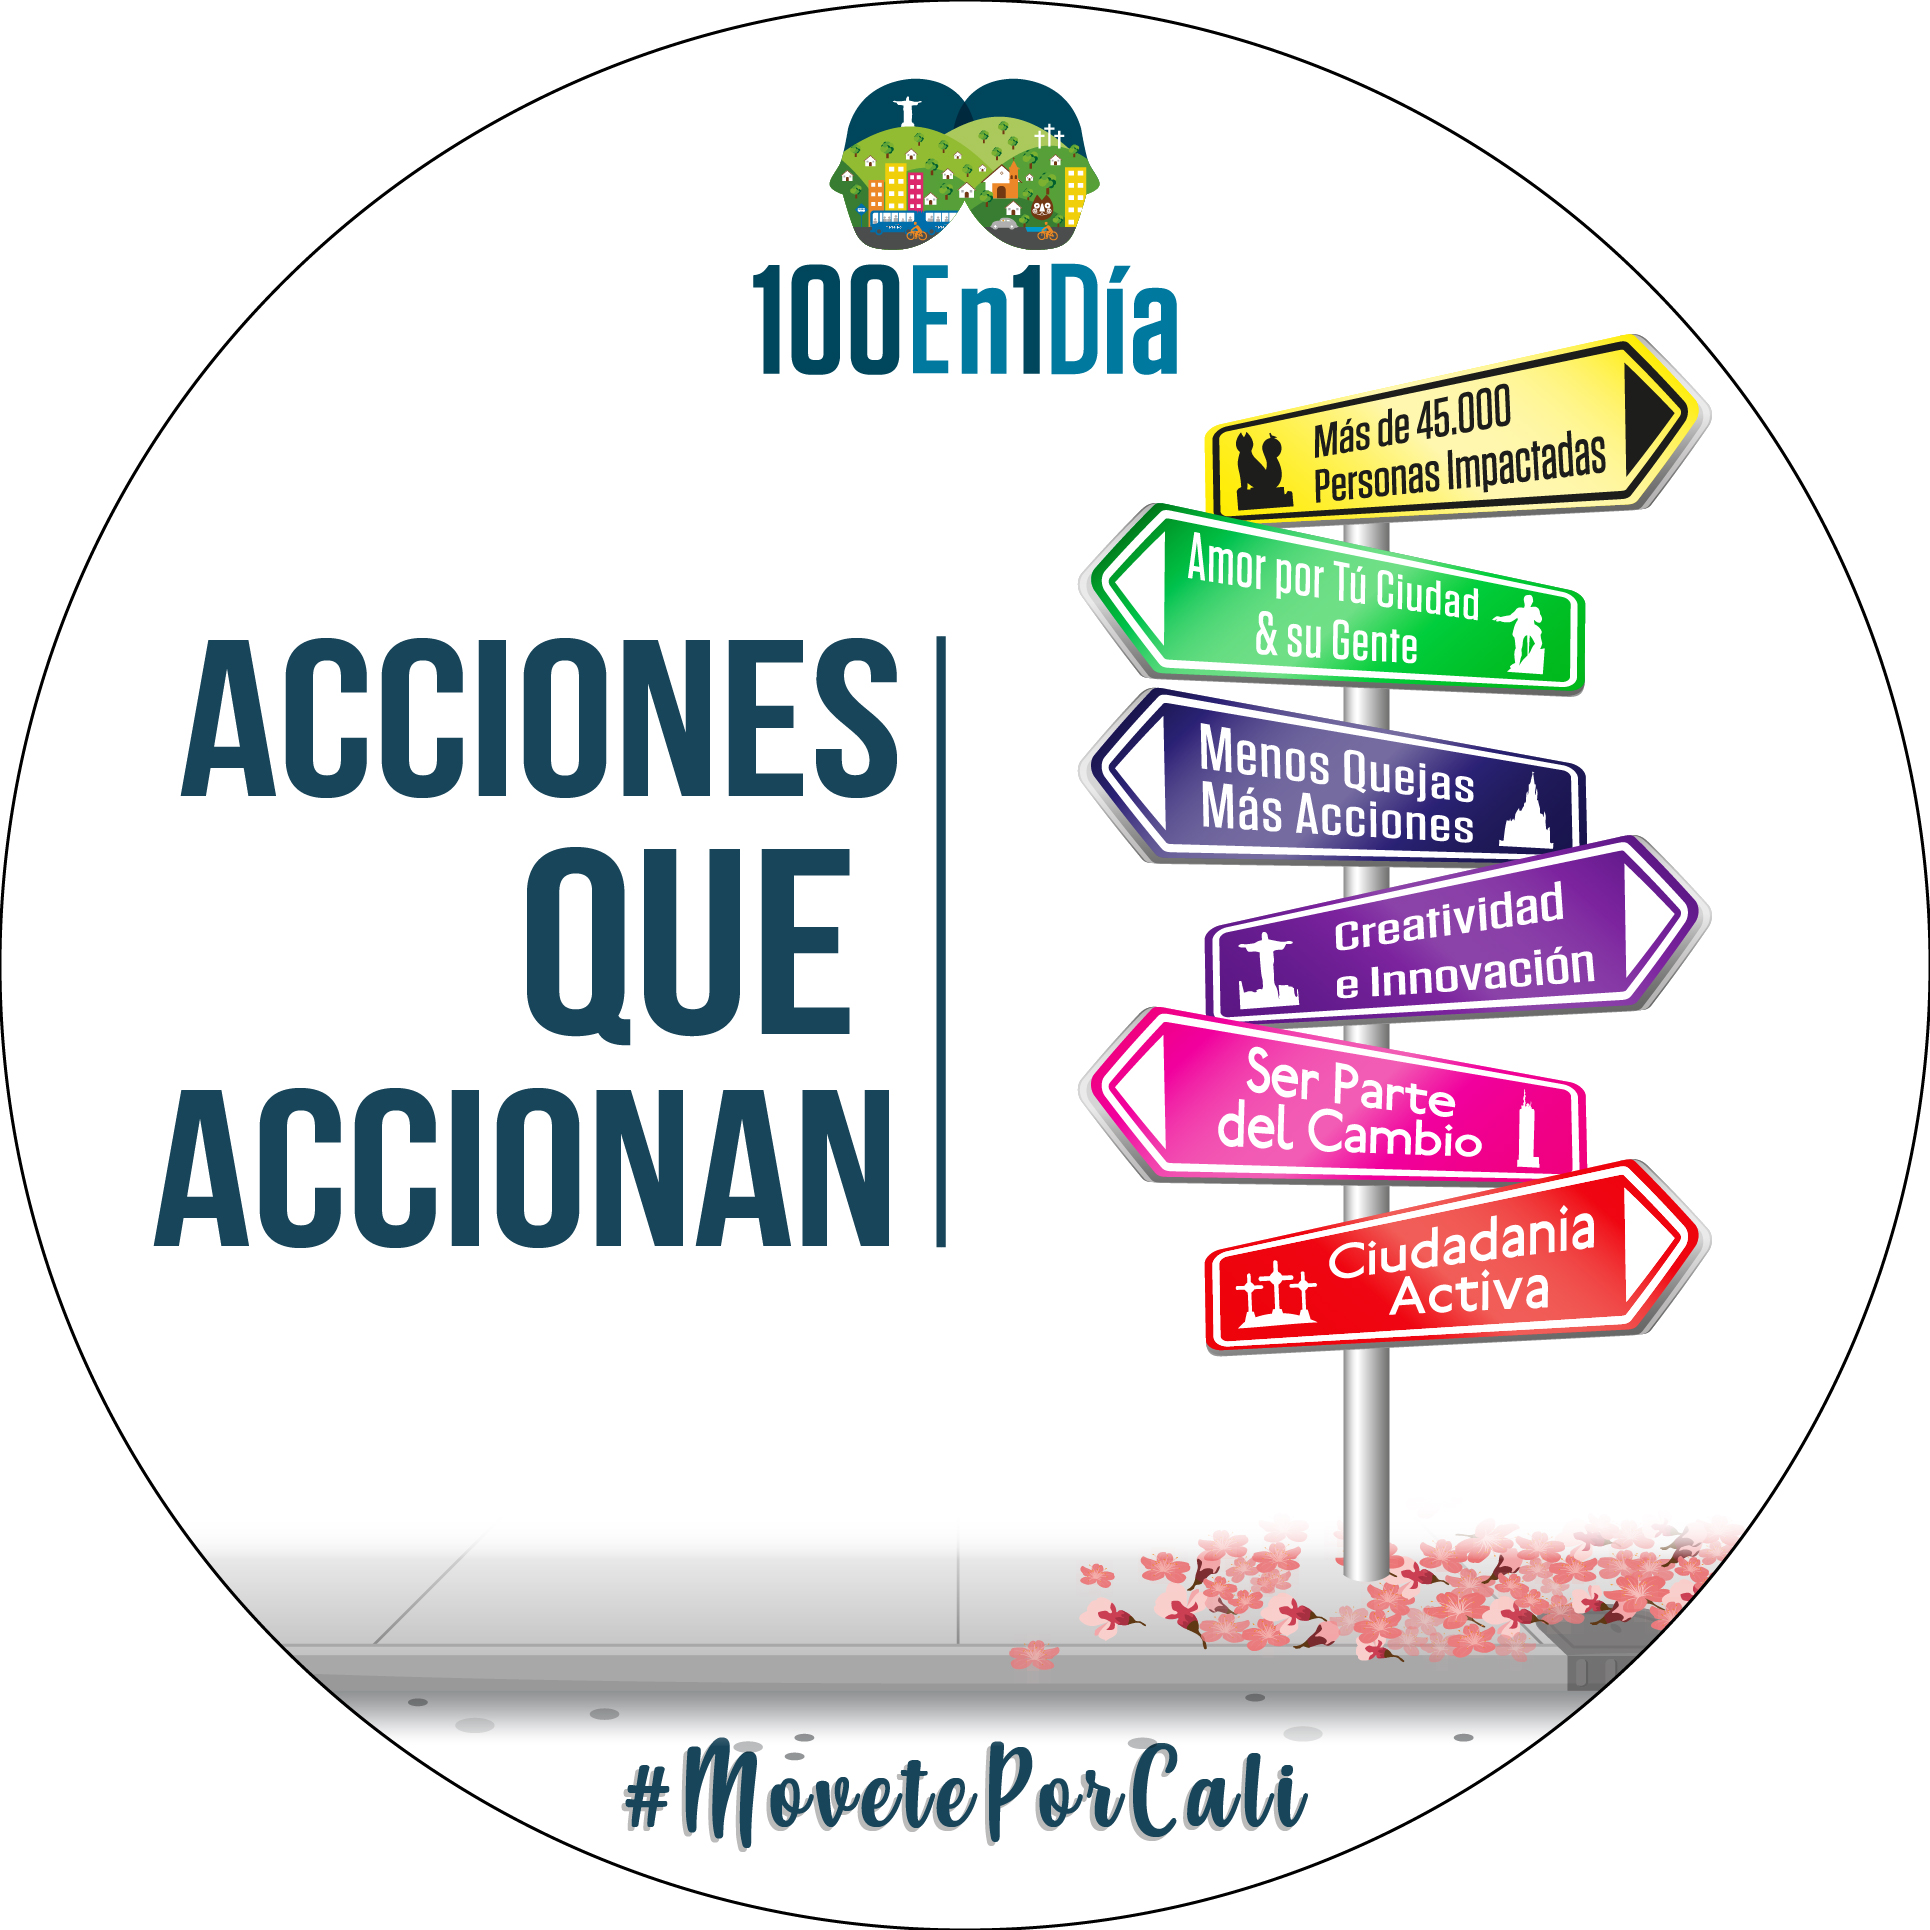 100En1Día
ACCIONES
QUE
ACCIONAN
Más de 45.000
Personas Impactadas
Amor por Tú Ciudad
& su Gente
Menos Quejas
Más Acciones
Creatividad
e Innovación
Ser Parte
del Cambio
Ciudadanía
Activa
#MovetePorCali